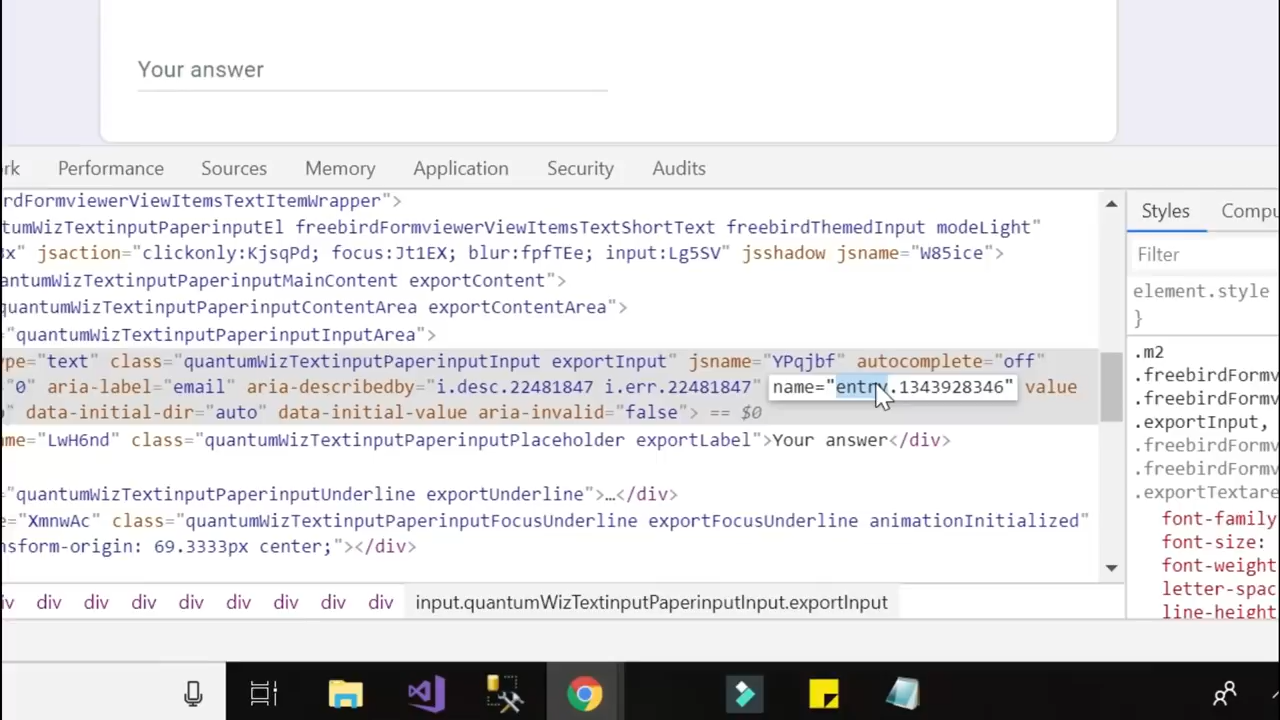 Your answer
rk Performance Sources Memory Application Security Audits
rdFormviewerViewItemsTextItemWrapper">
ntumWizTextinputPaperinputEl freebirdFormviewerViewItemsTextShortText freebirdThemedInput modeLight"
jsaction="clickonly:KjsqPd; focus:Jt1EX; blur:fpfTEe; input:Lg5SV" jsshadow jsname="W85ice">
antumWizTextinputPaperinputMainContent exportContent">
quantumWizTextinputPaperinputContentArea exportContentArea">
="quantumWizTextinputPaperinputInputArea">
ype="text" class="quantumWizTextinputPaperinputInput exportInput" jsname="YPqjbf" autocomplete="off"
"0" aria-label="email" aria-describedby="i.desc.22481847 i.err.22481847" name="entry.1343928346" value
data-initial-dir="auto" data-initial-value aria-invalid="false"> == $0
ame="LwH6nd" class="quantumWizTextinputPaperinputPlaceholder exportLabel">Your answer</div>
="quantumWizTextinputPaperinputUnderline exportUnderline">…</div>
e="XmnwAc" class="quantumWizTextinputPaperinputFocusUnderline exportFocusUnderline animationInitialized"
nsform-origin: 69.3333px center;"></div>
iv div div div div div div div div input.quantumWizTextinputPaperinputInput.exportInput
Styles Compu
Filter
element.style
}
.m2
.freebirdFormv
.freebirdFormv
.exportInput,
.freebirdFormv
.freebirdFormv
.exportTextare
font-family
font-size:
font-weight
letter-spac
line-height